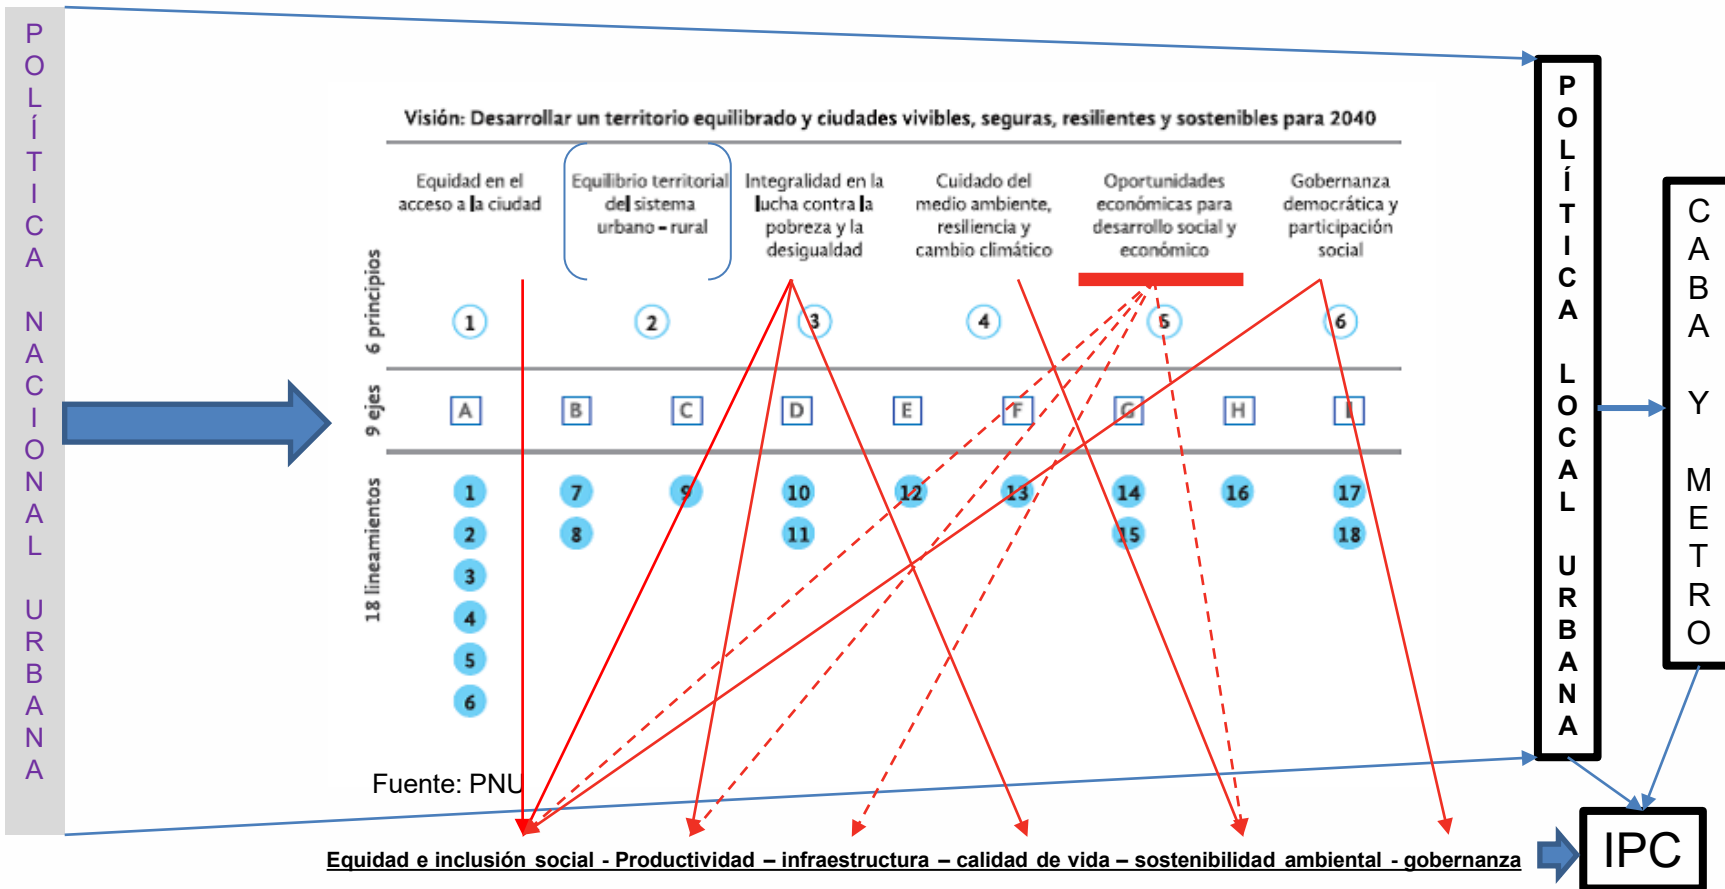 POLÍTICA NACIONAL URBANA
Visión: Desarrollar un territorio equilibrado y ciudades vivibles, seguras, resilientes y sostenibles para 2040
6 principios
Equidad en el
acceso a la ciudad
Equilibrio territorial
del sistema
urbano – rural
Integralidad en la
lucha contra la
pobreza y la
desigualdad
Cuidado del
medio ambiente,
resiliencia y
cambio climático
Oportunidades
económicas para
desarrollo social y
económico
Gobernanza
democrática y
participación
social
1 2 3 4 5 6
9 ejes
A B C D E F G H I
18 lineamientos
1 7 9 10 12 13 14 16 17
2 8 11 15 18
3
4
5
6
Fuente: PNU
Equidad e inclusión social - Productividad – infraestructura – calidad de vida – sostenibilidad ambiental - gobernanza
POLÍTICA LOCAL URBANA
CABA Y METRO
IPC